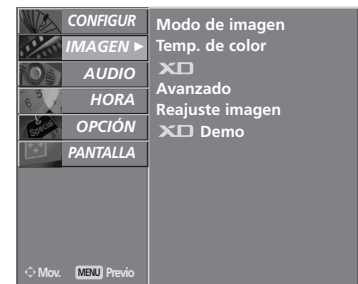 CONFIGUR
IMAGEN ►
AUDIO
HORA
OPCIÓN
PANTALLA
Modo de imagen
Temp. de color
XD
Avanzado
Reajuste imagen
XD Demo
Special
Mov. MENU Previo